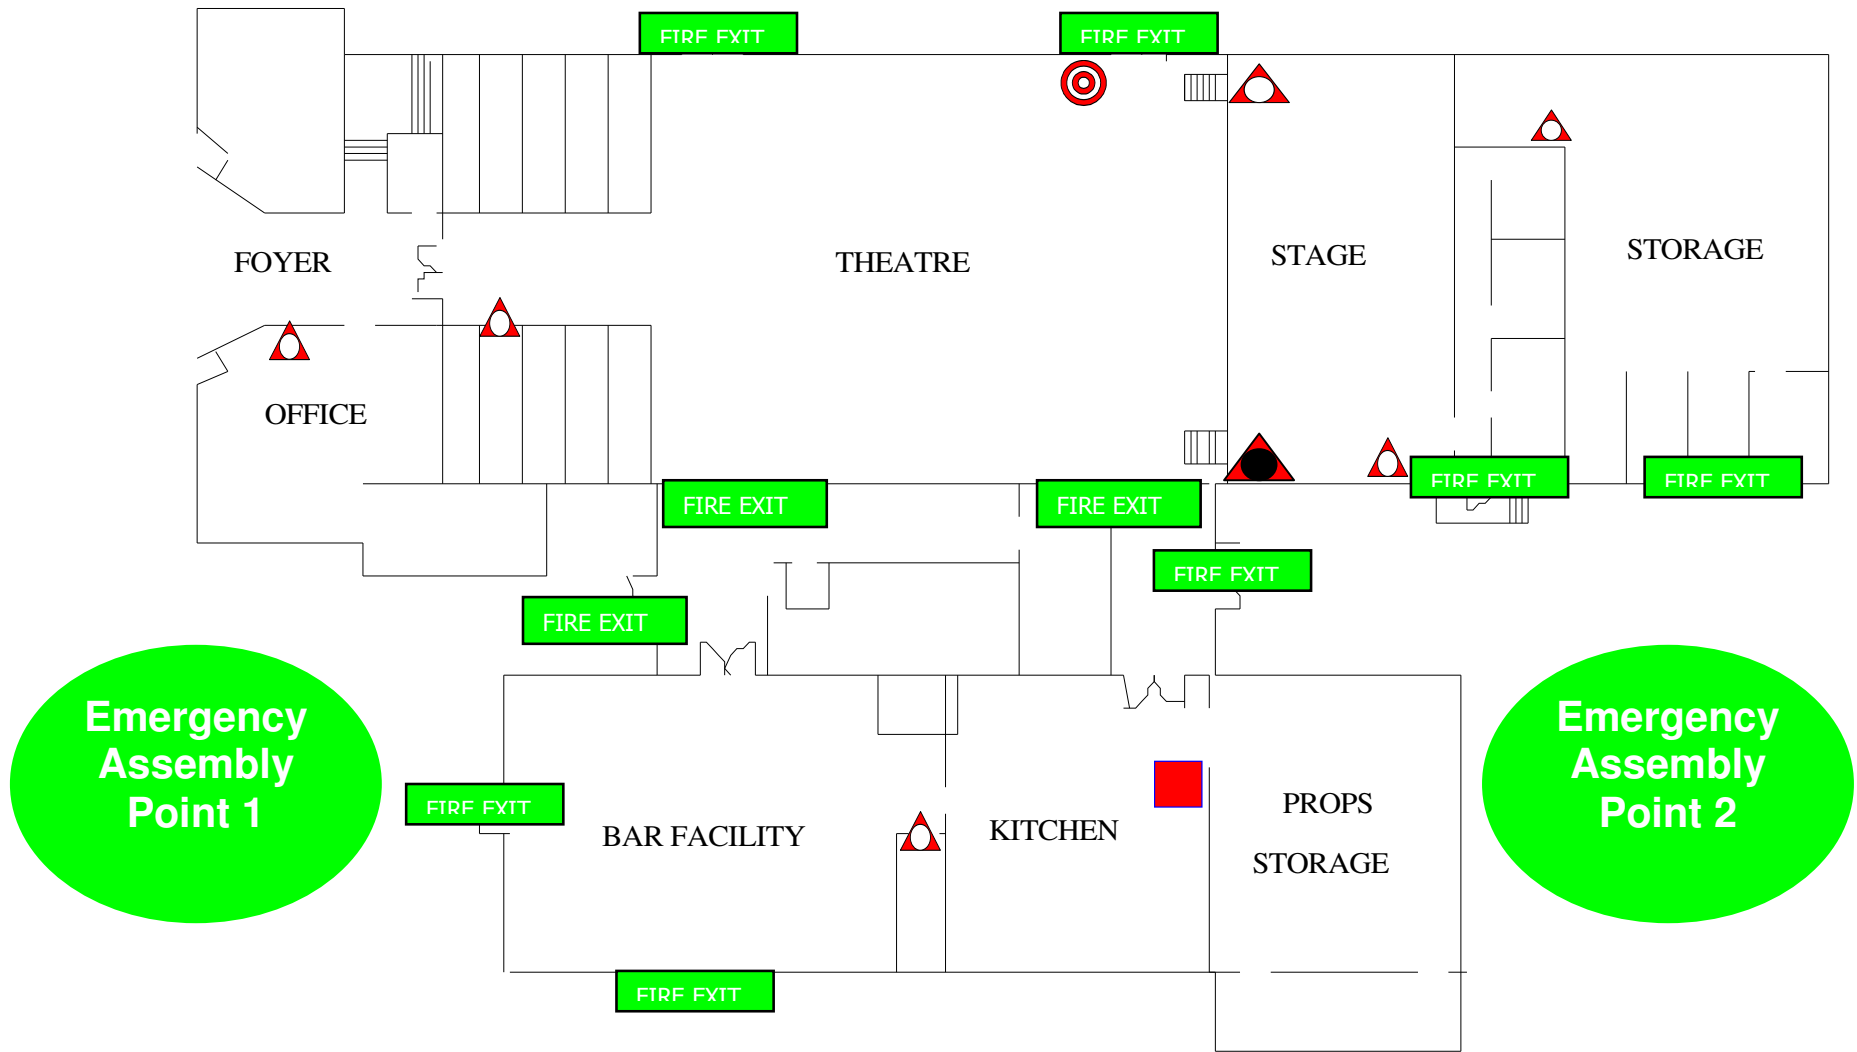 FIRE EXIT
FIRE EXIT
FOYER
THEATRE
STAGE
STORAGE
OFFICE
FIRE EXIT
FIRE EXIT
FIRE EXIT
FIRE EXIT
FIRE EXIT
FIRE EXIT
Emergency
Assembly
Point 1
Emergency
Assembly
Point 2
FIRE EXIT
BAR FACILITY
KITCHEN
PROPS
STORAGE
FIRE EXIT